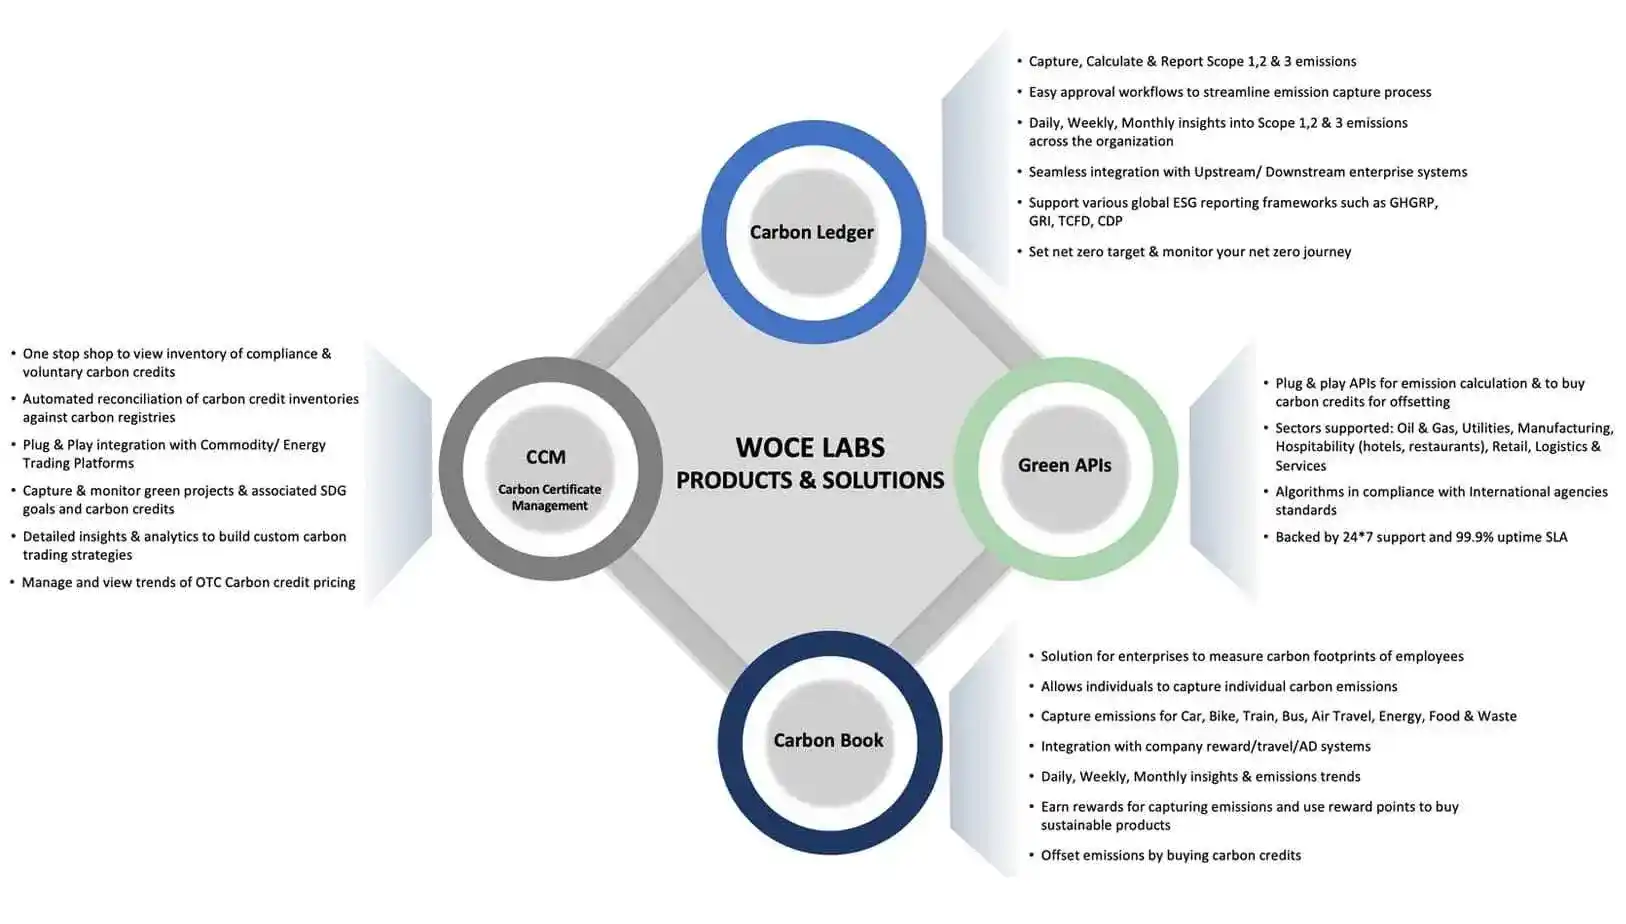 • Capture, Calculate & Report Scope 1,2 & 3 emissions
• Easy approval workflows to streamline emission capture process
• Daily, Weekly, Monthly insights into Scope 1,2 & 3 emissions
across the organization
• Seamless integration with Upstream/ Downstream enterprise systems
• Support various global ESG reporting frameworks such as GHGRP,
GRI, TCFD, CDP
• Set net zero target & monitor your net zero journey
Carbon Ledger
• One stop shop to view inventory of compliance &
voluntary carbon credits
• Automated reconciliation of carbon credit inventories
against carbon registries
• Plug & Play integration with Commodity/ Energy
Trading Platforms
• Capture & monitor green projects & associated SDG
goals and carbon credits
• Detailed insights & analytics to build custom carbon
trading strategies
• Manage and view trends of OTC Carbon credit pricing
CCM
Carbon Certificate
Management
WOCE LABS
PRODUCTS & SOLUTIONS
Green APIs
• Plug & play APIs for emission calculation & to buy
carbon credits for offsetting
• Sectors supported: Oil & Gas, Utilities, Manufacturing,
Hospitability (hotels, restaurants), Retail, Logistics &
Services
• Algorithms in compliance with International agencies
standards
• Backed by 24*7 support and 99.9% uptime SLA
Carbon Book
• Solution for enterprises to measure carbon footprints of employees
• Allows individuals to capture individual carbon emissions
• Capture emissions for Car, Bike, Train, Bus, Air Travel, Energy, Food & Waste
• Integration with company reward/travel/AD systems
• Daily, Weekly, Monthly insights & emissions trends
• Earn rewards for capturing emissions and use reward points to buy
sustainable products
• Offset emissions by buying carbon credits